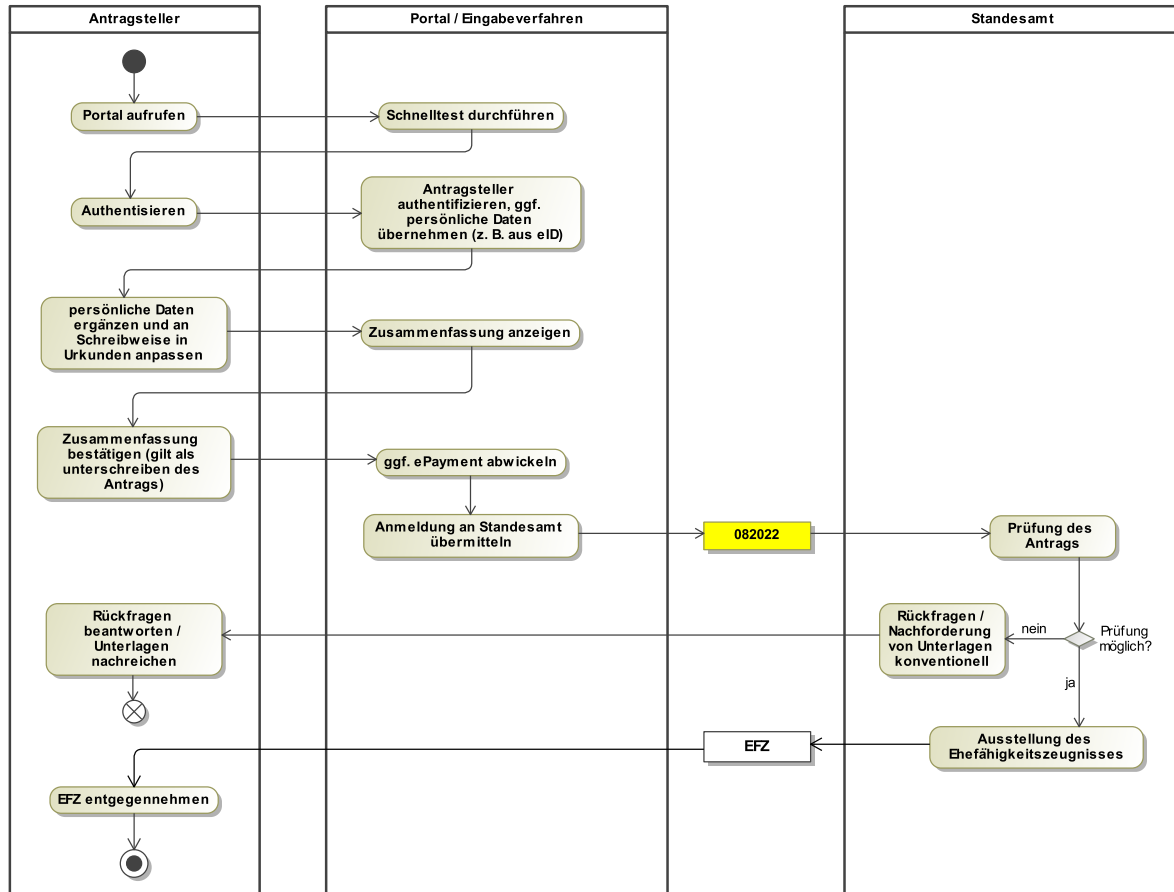 Antragsteller
Portal / Eingabeverfahren
Standesamt
Portal aufrufen
Schnelltest durchführen
Authentisieren
Antragsteller
authentifizieren, ggf.
persönliche Daten
übernehmen (z. B. aus eID)
persönliche Daten
ergänzen und an
Schreibweise in
Urkunden anpassen
Zusammenfassung anzeigen
Zusammenfassung
bestätigen (gilt als
unterschreiben des
Antrags)
ggf. ePayment abwickeln
Anmeldung an Standesamt
übermitteln
082022
Prüfung des
Antrags
Rückfragen
beantworten /
Unterlagen
nachreichen
Rückfragen /
Nachforderung
von Unterlagen
konventionell
nein
Prüfung
möglich?
ja
EFZ
Ausstellung des
Ehefähigkeitszeugnisses
EFZ entgegennehmen